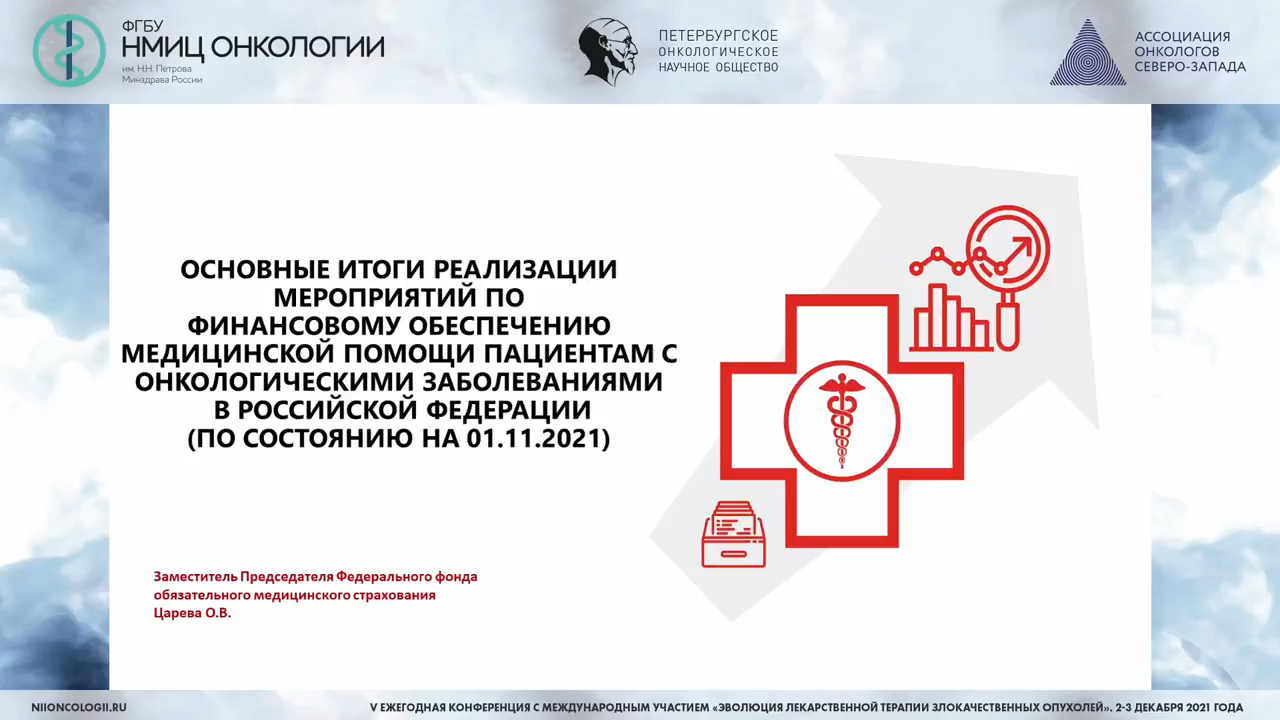 ФГБУ
НМИЦ ОНКОЛОГИИ
им. Н.Н. Петрова
Минздрава России
ПЕТЕРБУРГСКОЕ
ОНКОЛОГИЧЕСКОЕ
НАУЧНОЕ ОБЩЕСТВО
АССОЦИАЦИЯ
ОНКОЛОГОВ
СЕВЕРО-ЗАПАДА
ОСНОВНЫЕ ИТОГИ РЕАЛИЗАЦИИ
МЕРОПРИЯТИЙ ПО
ФИНАНСОВОМУ ОБЕСПЕЧЕНИЮ
МЕДИЦИНСКОЙ ПОМОЩИ ПАЦИЕНТАМ С
ОНКОЛОГИЧЕСКИМИ ЗАБОЛЕВАНИЯМИ
В РОССИЙСКОЙ ФЕДЕРАЦИИ
(ПО СОСТОЯНИЮ НА 01.11.2021)
Заместитель Председателя Федерального фонда
обязательного медицинского страхования
Царева О.В.
NIIONCOLOGII.RU
V ЕЖЕГОДНАЯ КОНФЕРЕНЦИЯ С МЕЖДУНАРОДНЫМ УЧАСТИЕМ «ЭВОЛЮЦИЯ ЛЕКАРСТВЕННОЙ ТЕРАПИИ ЗЛОКАЧЕСТВЕННЫХ ОПУХОЛЕЙ». 2-3 ДЕКАБРЯ 2021 ГОДА